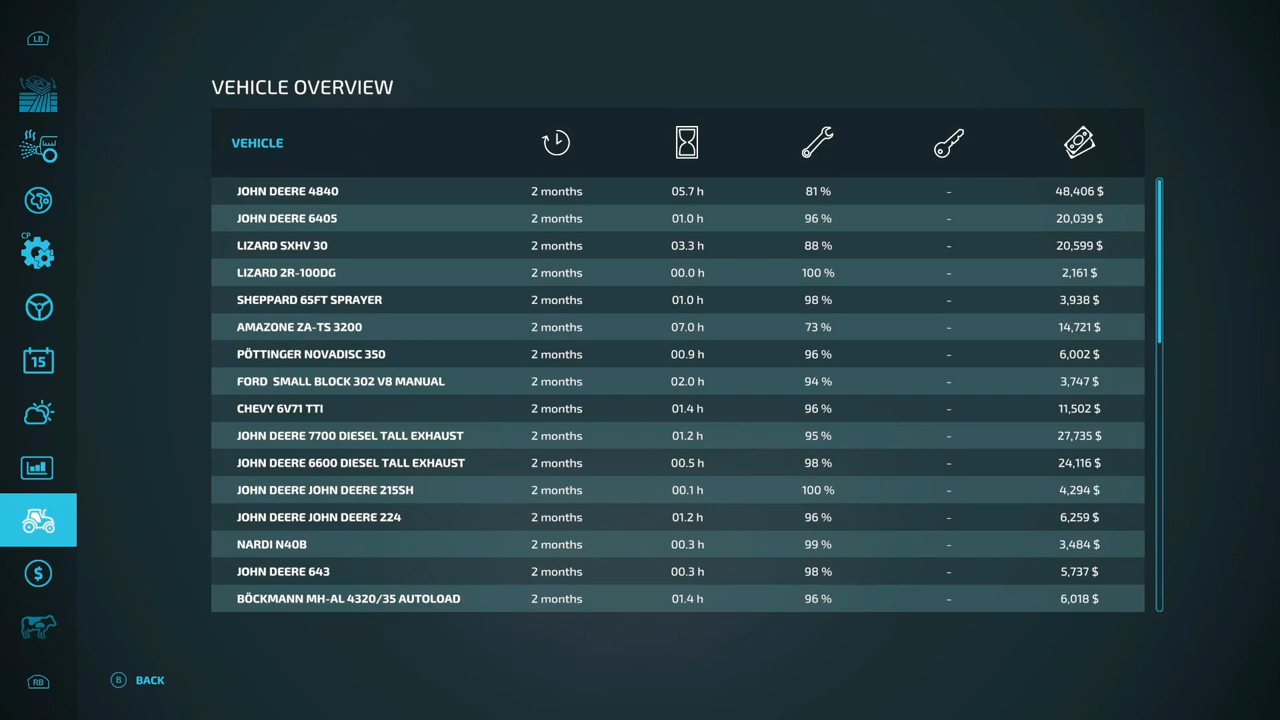 LB
VEHICLE OVERVIEW
VEHICLE
JOHN DEERE 4840 2 months 05.7 h 81 % - 48,406 $
JOHN DEERE 6405 2 months 01.0 h 96 % - 20,039 $
LIZARD SXHV 30 2 months 03.3 h 88 % - 20,599 $
LIZARD 2R-100DG 2 months 00.0 h 100 % - 2,161 $
SHEPPARD 65FT SPRAYER 2 months 01.0 h 98 % - 3,938 $
AMAZONE ZA-TS 3200 2 months 07.0 h 73 % - 14,721 $
PÖTTINGER NOVADISC 350 2 months 00.9 h 96 % - 6,002 $
FORD  SMALL BLOCK 302 V8 MANUAL 2 months 02.0 h 94 % - 3,747 $
CHEVY 6V71 TTI 2 months 01.4 h 96 % - 11,502 $
JOHN DEERE 7700 DIESEL TALL EXHAUST 2 months 01.2 h 95 % - 27,735 $
JOHN DEERE 6600 DIESEL TALL EXHAUST 2 months 00.5 h 98 % - 24,116 $
JOHN DEERE JOHN DEERE 215SH 2 months 00.1 h 100 % - 4,294 $
JOHN DEERE JOHN DEERE 224 2 months 01.2 h 96 % - 6,259 $
NARDI N40B 2 months 00.3 h 99 % - 3,484 $
JOHN DEERE 643 2 months 00.3 h 98 % - 5,737 $
BÖCKMANN MH-AL 4320/35 AUTOLOAD 2 months 01.4 h 96 % - 6,018 $
CP
15
$
RB
B BACK